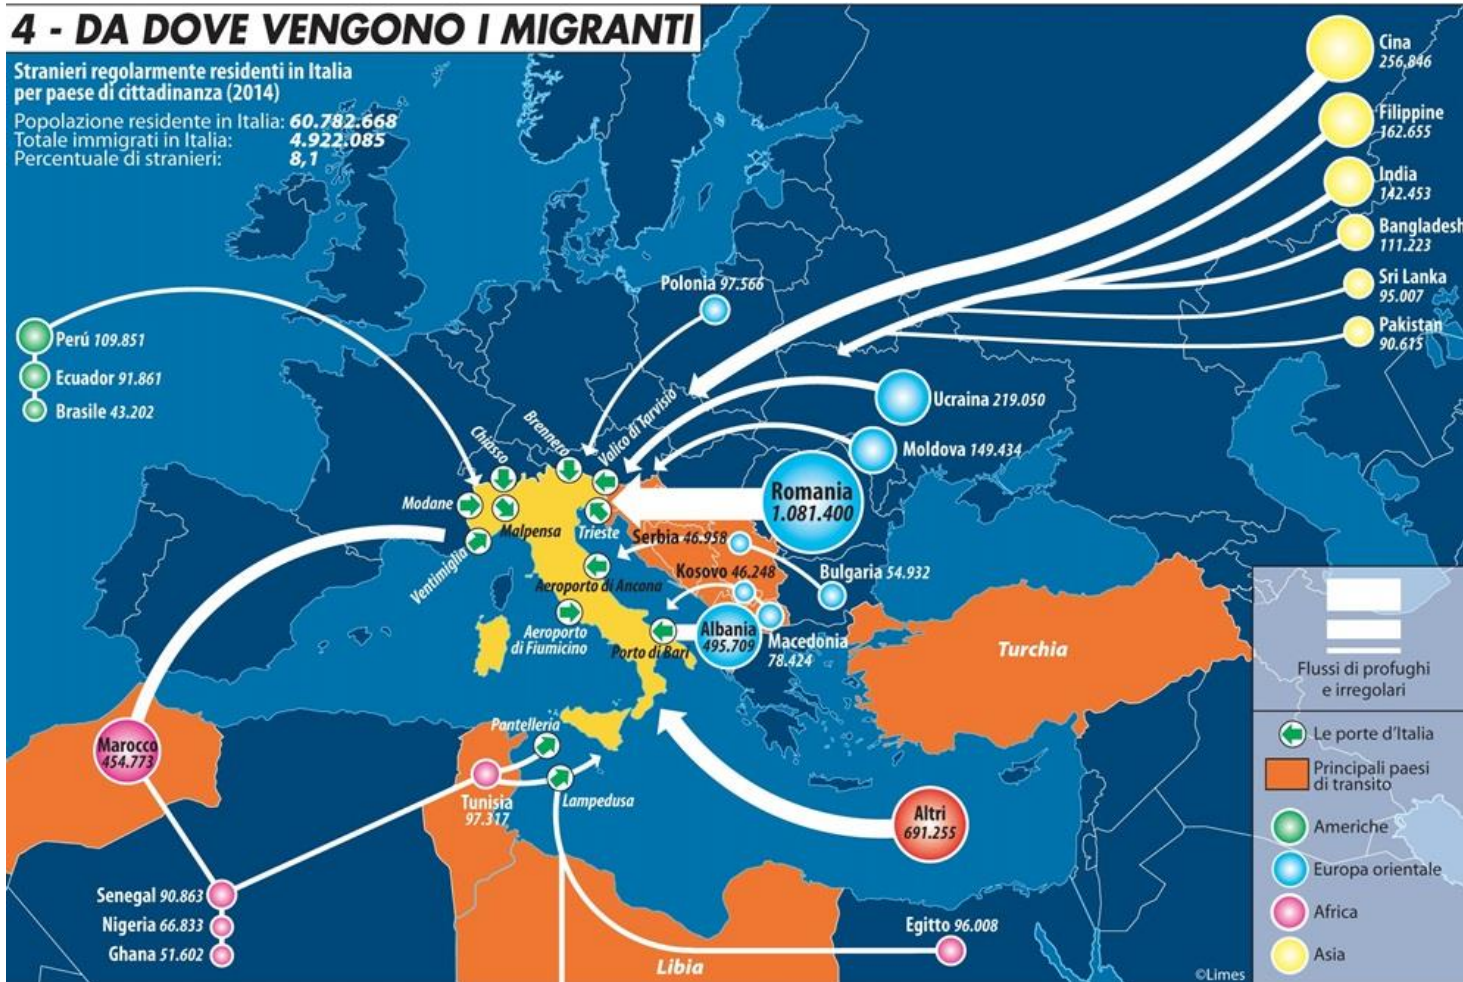 4 - DA DOVE VENGONO I MIGRANTI
Stranieri regolarmente residenti in Italia
per paese di cittadinanza (2014)
Popolazione residente in Italia: 60.782.668
Totale immigrati in Italia: 4.922.085
Percentuale di stranieri: 8,1
Cina
256.846
Filippine
162.655
India
142.453
Bangladesh
111.223
Sri Lanka
95.007
Pakistan
90.615
Polonia 97.566
Perú 109.851
Ecuador 91.861
Brasile 43.202
Ucraina 219.050
Moldova 149.434
Romania
1.081.400
Chiasso
Brennero
Valico di Tarvisio
Modane
Malpensa
Trieste
Ventimiglia
Serbia 46.958
Kosovo 46.248
Bulgaria 54.932
Aeroporto di Ancona
Aeroporto
di Fiumicino
Porto di Bari
Albania
495.709
Macedonia
78.424
Turchia
Marocco
454.773
Pantelleria
Tunisia
97.317
Lampedusa
Altri
691.255
Senegal 90.863
Nigeria 66.833
Ghana 51.602
Egitto 96.008
Libia
Flussi di profughi
e irregolari
Le porte d'Italia
Principali paesi
di transito
Americhe
Europa orientale
Africa
Asia
©Limes